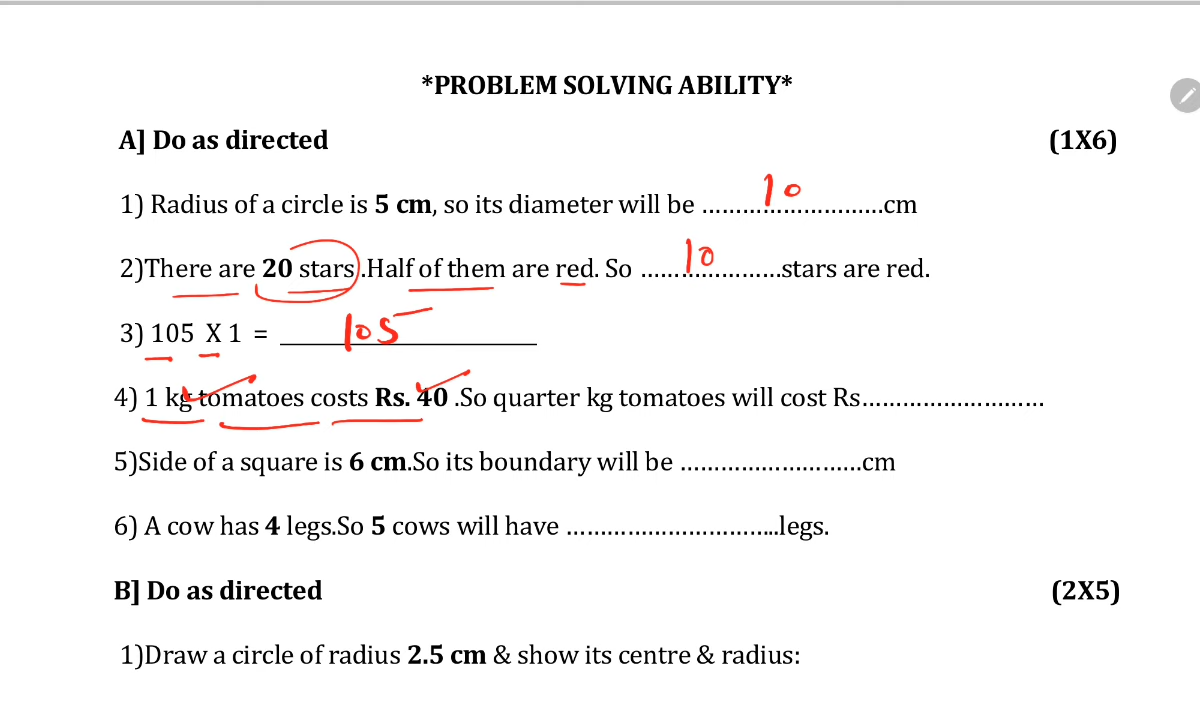 *PROBLEM SOLVING ABILITY*
A] Do as directed (1X6)
1) Radius of a circle is 5 cm, so its diameter will be ………10………cm
2)There are 20 stars.Half of them are red. So ……10………stars are red.
3) 105 X 1 = 105
4) 1 kg tomatoes costs Rs. 40 .So quarter kg tomatoes will cost Rs………………………
5)Side of a square is 6 cm.So its boundary will be ………………………cm
6) A cow has 4 legs.So 5 cows will have …………………………...legs.
B] Do as directed (2X5)
1)Draw a circle of radius 2.5 cm & show its centre & radius: